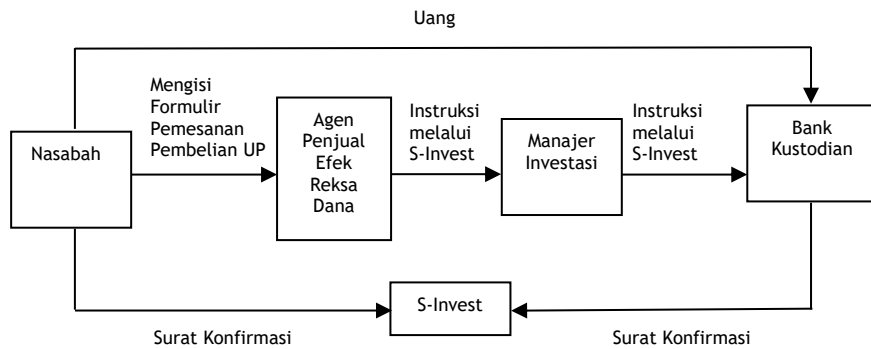 Uang
Mengisi
Formulir
Pemesanan
Pembelian UP
Nasabah
Agen
Penjual
Efek
Reksa
Dana
Instruksi
melalui
S-Invest
Manajer
Investasi
Instruksi
melalui
S-Invest
Bank
Kustodian
S-Invest
Surat Konfirmasi
Surat Konfirmasi